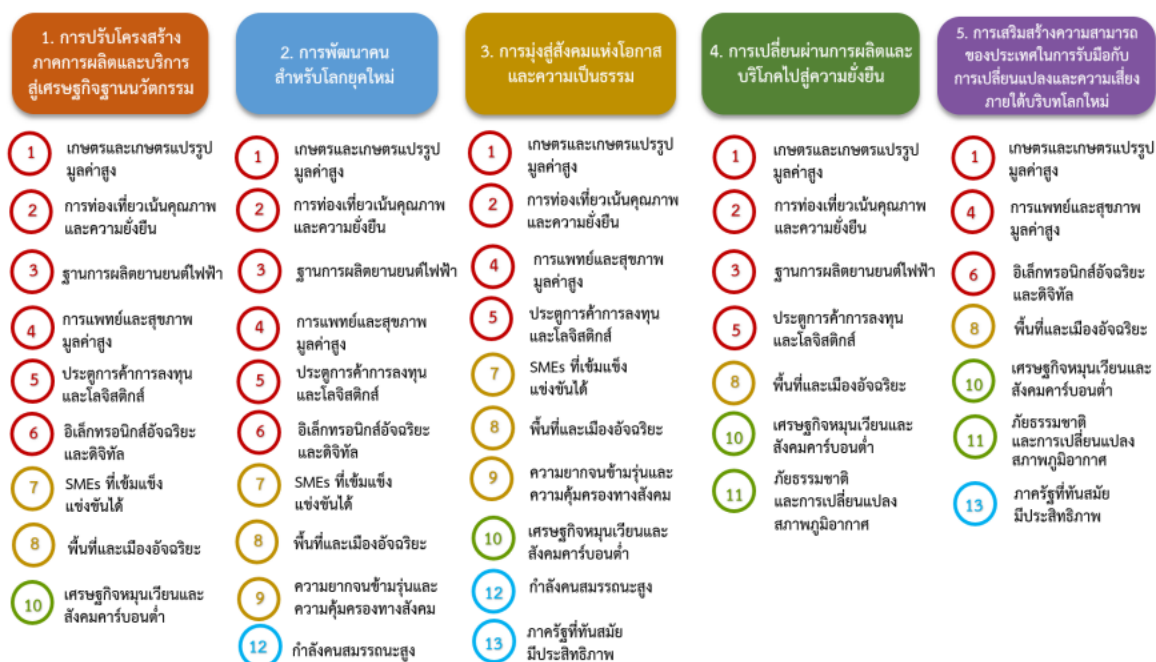 1. การปรับโครงสร้าง
ภาคการผลิตและบริการ
สู่เศรษฐกิจฐานนวัตกรรม
1
เกษตรและเกษตรแปรรูป
มูลค่าสูง
2
การท่องเที่ยวเน้นคุณภาพ
และความยั่งยืน
3
ฐานการผลิตยานยนต์ไฟฟ้า
4
การแพทย์และสุขภาพ
มูลค่าสูง
5
ประตูการค้าการลงทุน
และโลจิสติกส์
6
อิเล็กทรอนิกส์อัจฉริยะ
และดิจิทัล
7
SMEs ที่เข้มแข็ง
แข่งขันได้
8
พื้นที่และเมืองอัจฉริยะ
10
เศรษฐกิจหมุนเวียนและ
สังคมคาร์บอนต่ำ
2. การพัฒนาคน
สำหรับโลกยุคใหม่
1
เกษตรและเกษตรแปรรูป
มูลค่าสูง
2
การท่องเที่ยวเน้นคุณภาพ
และความยั่งยืน
3
ฐานการผลิตยานยนต์ไฟฟ้า
4
การแพทย์และสุขภาพ
มูลค่าสูง
5
ประตูการค้าการลงทุน
และโลจิสติกส์
6
อิเล็กทรอนิกส์อัจฉริยะ
และดิจิทัล
7
SMEs ที่เข้มแข็ง
แข่งขันได้
8
พื้นที่และเมืองอัจฉริยะ
9
ความยากจนข้ามรุ่นและ
ความคุ้มครองทางสังคม
12
กำลังคนสมรรถนะสูง
3. การมุ่งสู่สังคมแห่งโอกาส
และความเป็นธรรม
1
เกษตรและเกษตรแปรรูป
มูลค่าสูง
2
การท่องเที่ยวเน้นคุณภาพ
และความยั่งยืน
4
การแพทย์และสุขภาพ
มูลค่าสูง
5
ประตูการค้าการลงทุน
และโลจิสติกส์
7
SMEs ที่เข้มแข็ง
แข่งขันได้
8
พื้นที่และเมืองอัจฉริยะ
9
ความยากจนข้ามรุ่นและ
ความคุ้มครองทางสังคม
10
เศรษฐกิจหมุนเวียนและ
สังคมคาร์บอนต่ำ
12
กำลังคนสมรรถนะสูง
13
ภาครัฐที่ทันสมัย
มีประสิทธิภาพ
4. การเปลี่ยนผ่านการผลิตและ
บริโภคไปสู่ความยั่งยืน
1
เกษตรและเกษตรแปรรูป
มูลค่าสูง
2
การท่องเที่ยวเน้นคุณภาพ
และความยั่งยืน
3
ฐานการผลิตยานยนต์ไฟฟ้า
5
ประตูการค้าการลงทุน
และโลจิสติกส์
8
พื้นที่และเมืองอัจฉริยะ
10
เศรษฐกิจหมุนเวียนและ
สังคมคาร์บอนต่ำ
11
ภัยธรรมชาติ
และการเปลี่ยนแปลง
สภาพภูมิอากาศ
5. การเสริมสร้างความสามารถ
ของประเทศในการรับมือกับ
การเปลี่ยนแปลงและความเสี่ยง
ภายใต้บริบทโลกใหม่
1
เกษตรและเกษตรแปรรูป
มูลค่าสูง
4
การแพทย์และสุขภาพ
มูลค่าสูง
6
อิเล็กทรอนิกส์อัจฉริยะ
และดิจิทัล
8
พื้นที่และเมืองอัจฉริยะ
10
เศรษฐกิจหมุนเวียนและ
สังคมคาร์บอนต่ำ
11
ภัยธรรมชาติ
และการเปลี่ยนแปลง
สภาพภูมิอากาศ
13
ภาครัฐที่ทันสมัย
มีประสิทธิภาพ